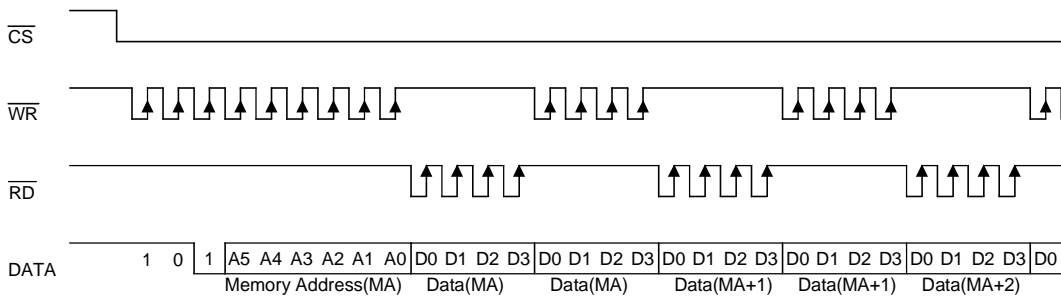 CS
WR
RD
DATA 1 0 1 A5 A4 A3 A2 A1 A0 D0 D1 D2 D3 D0 D1 D2 D3 D0 D1 D2 D3 D0 D1 D2 D3 D0 D1 D2 D3 D0
Memory Address(MA) Data(MA) Data(MA) Data(MA+1) Data(MA+1) Data(MA+2)